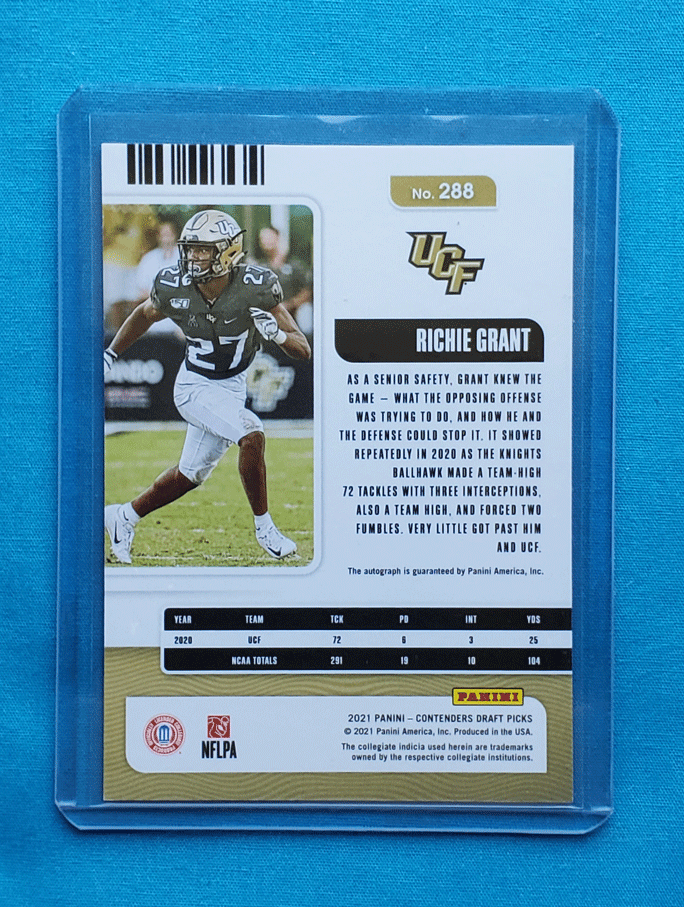 No. 288
UCF
RICHIE GRANT
AS A SENIOR SAFETY, GRANT KNEW THE
GAME – WHAT THE OPPOSING OFFENSE
WAS TRYING TO DO, AND HOW HE AND
THE DEFENSE COULD STOP IT. IT SHOWED
REPEATEDLY IN 2020 AS THE KNIGHTS
BALLHAWK MADE A TEAM-HIGH
72 TACKLES WITH THREE INTERCEPTIONS,
ALSO A TEAM HIGH, AND FORCED TWO
FUMBLES. VERY LITTLE GOT PAST HIM
AND UCF.
The autograph is guaranteed by Panini America, Inc.
UCF
27
27
27
UCF
YEAR TEAM TCK PD INT YDS
2020 UCF 72 6 3 25
NCAA TOTALS 291 19 10 104
PANINI
2021 PANINI – CONTENDERS DRAFT PICKS
© 2021 Panini America, Inc. Produced in the USA.
The collegiate indicia used herein are trademarks
owned by the respective collegiate institutions.
NFLPA